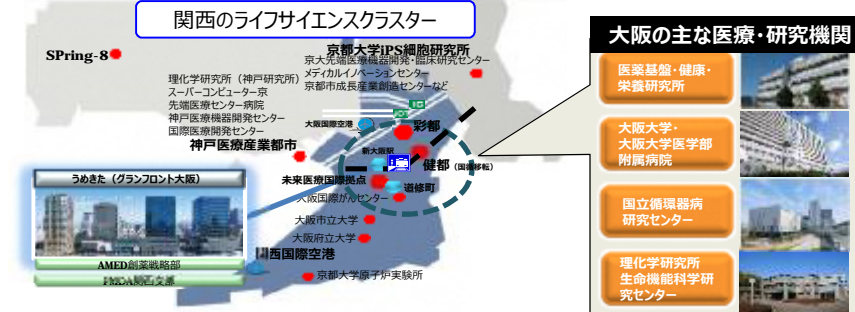 関西のライフサイエンスクラスター
SPring-8
京都大学iPS細胞研究所
京大先端医療機器開発・臨床研究センター
メディカルイノベーションセンター
京都市成長産業創造センターなど
理化学研究所（神戸研究所）
スーパーコンピューター京
先端医療センター病院
神戸医療機器開発センター
国際医療開発センター
神戸医療産業都市
大阪国際空港
彩都
新大阪駅
健都（国循移転）
未来医療国際拠点
道修町
大阪国際がんセンター
大阪市立大学
大阪府立大学
関西国際空港
京都大学原子炉実験所
うめきた（グランフロント大阪）
AMED創薬戦略部
PMDA関西支部
大阪の主な医療・研究機関
医薬基盤・健康・
栄養研究所
大阪大学・
大阪大学医学部
附属病院
国立循環器病
研究センター
理化学研究所
生命機能科学研
究センター